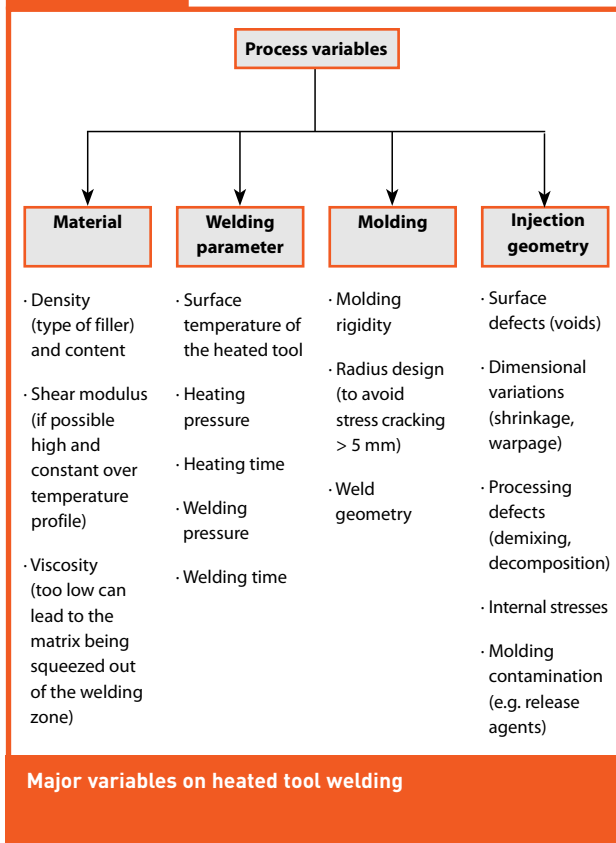 Process variables
Material
· Density
(type of filler)
and content
· Shear modulus
(if possible
high and
constant over
temperature
profile)
· Viscosity
(too low can
lead to the
matrix being
squeezed out
of the welding
zone)
Welding
parameter
· Surface
temperature of
the heated tool
· Heating
pressure
· Heating time
· Welding
pressure
· Welding time
Molding
· Molding
rigidity
· Radius design
(to avoid
stress cracking
> 5 mm)
· Weld
geometry
Injection
geometry
· Surface
defects (voids)
· Dimensional
variations
(shrinkage,
warpage)
· Processing
defects
(demixing,
decomposition)
· Internal stresses
· Molding
contamination
(e.g. release
agents)
Major variables on heated tool welding